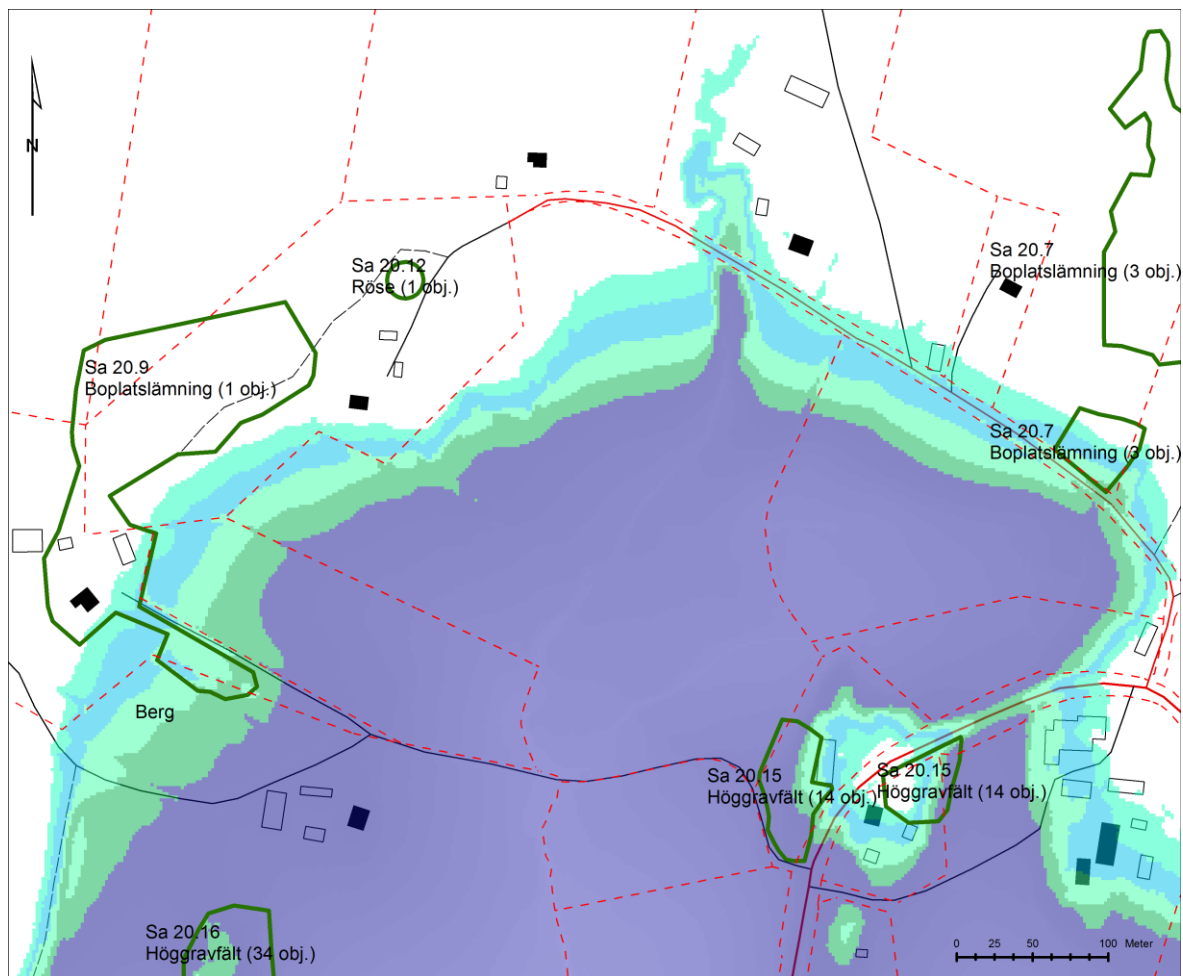 N
Sa 20.12
Röse (1 obj.)
Sa 20.7
Boplatslämning (3 obj.)
Sa 20.9
Boplatslämning (1 obj.)
Sa 20.7
Boplatslämning (3 obj.)
Berg
Sa 20.15
Höggravfält (14 obj.)
Sa 20.15
Höggravfält (14 obj.)
Sa 20.16
Höggravfält (34 obj.)
0 25 50 100 Meter